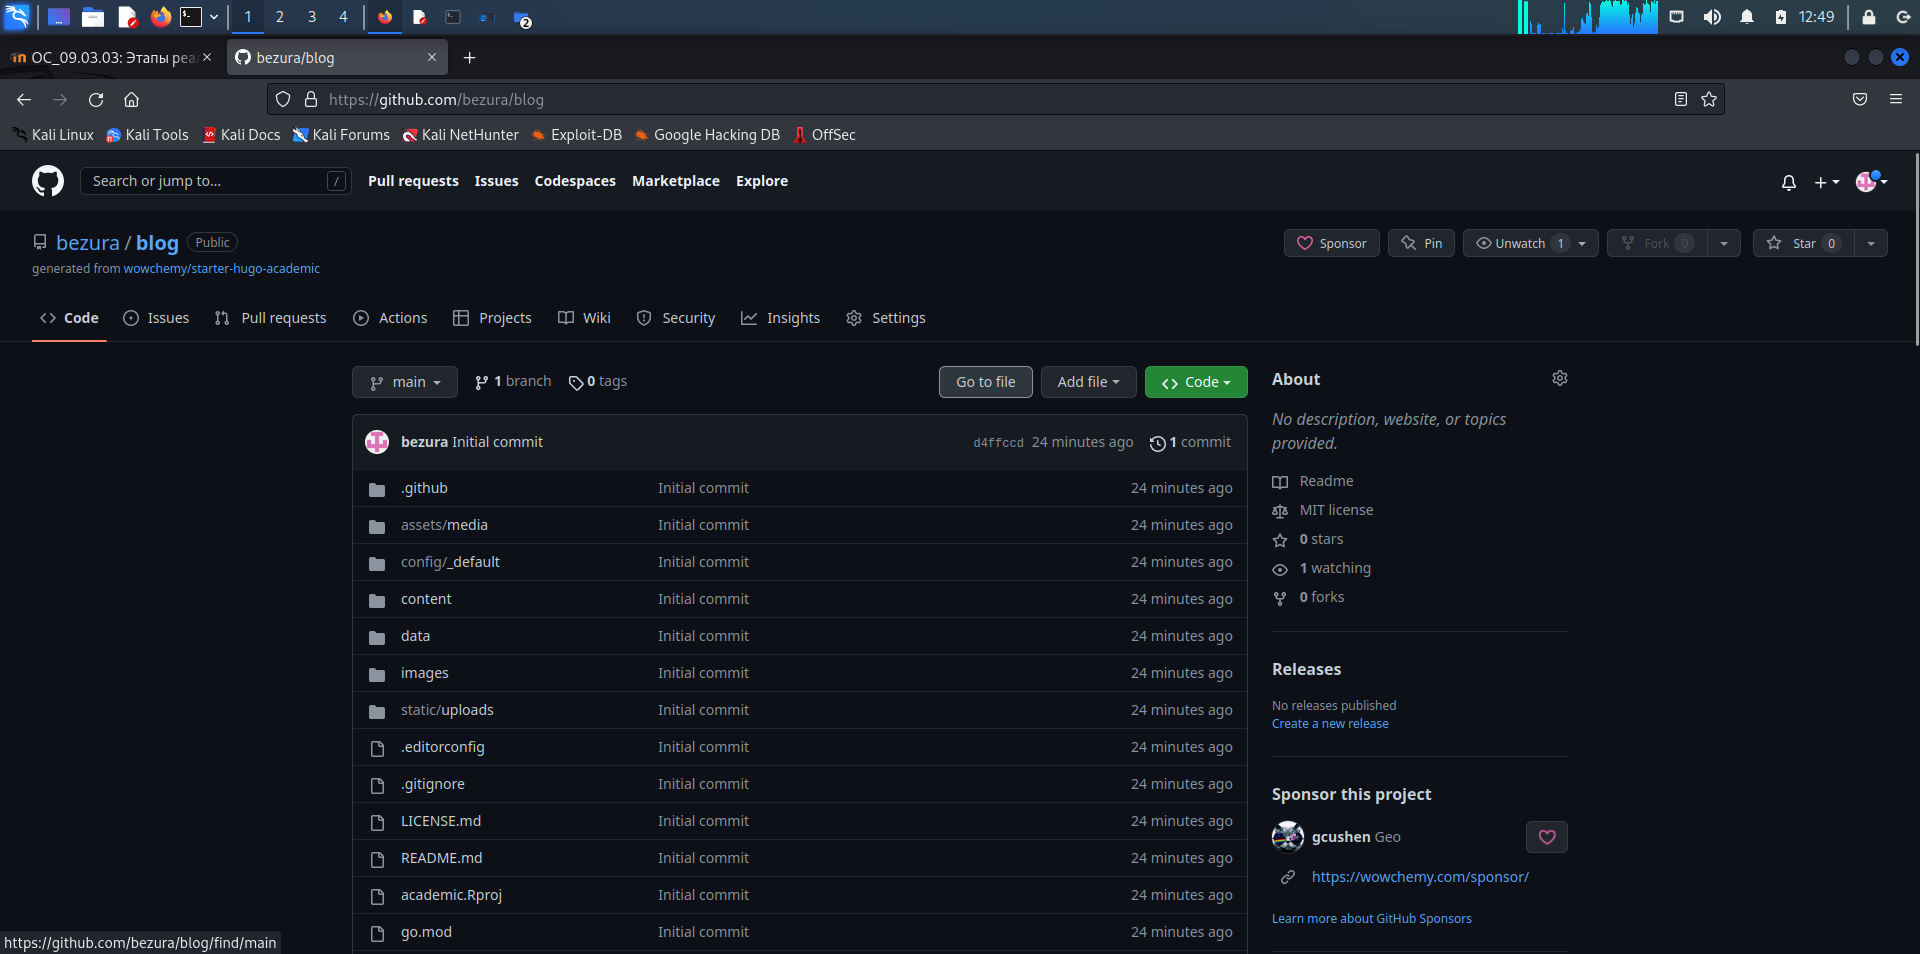 1 2 3 4 2 12:49
ОС_09.03.03: Этапы реа bezura/blog
https://github.com/bezura/blog
Kali Linux Kali Tools Kali Docs Kali Forums Kali NetHunter Exploit-DB Google Hacking DB OffSec
Search or jump to... / Pull requests Issues Codespaces Marketplace Explore
bezura / blog Public Sponsor Pin Unwatch 1 Fork 0 Star 0
generated from wowchemy/starter-hugo-academic
Code Issues Pull requests Actions Projects Wiki Security Insights Settings
main 1 branch 0 tags Go to file Add file Code
bezura Initial commit d4ffccd 24 minutes ago 1 commit
.github Initial commit 24 minutes ago
assets/media Initial commit 24 minutes ago
config/_default Initial commit 24 minutes ago
content Initial commit 24 minutes ago
data Initial commit 24 minutes ago
images Initial commit 24 minutes ago
static/uploads Initial commit 24 minutes ago
.editorconfig Initial commit 24 minutes ago
.gitignore Initial commit 24 minutes ago
LICENSE.md Initial commit 24 minutes ago
README.md Initial commit 24 minutes ago
academic.Rproj Initial commit 24 minutes ago
go.mod Initial commit 24 minutes ago
About
No description, website, or topics
provided.
Readme
MIT license
0 stars
1 watching
0 forks
Releases
No releases published
Create a new release
Sponsor this project
gcushen Geo
https://wowchemy.com/sponsor/
Learn more about GitHub Sponsors
https://github.com/bezura/blog/find/main